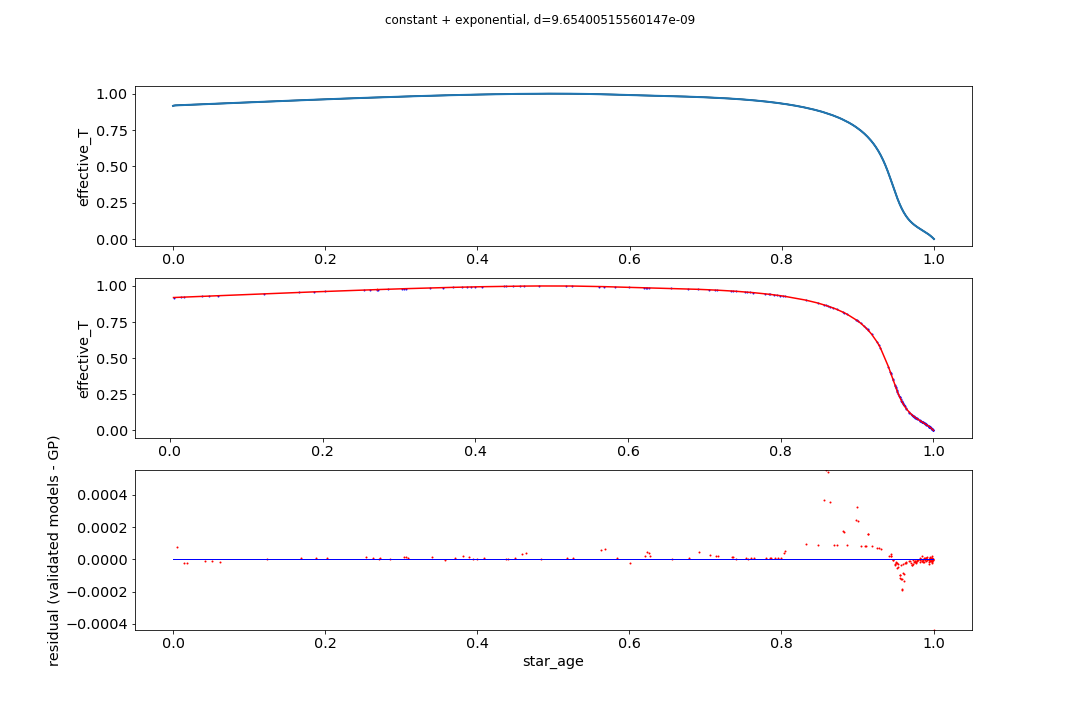 constant + exponential, d=9.65400515560147e-09
effective_T
1.00
0.75
0.50
0.25
0.00
0.0 0.2 0.4 0.6 0.8 1.0
effective_T
1.00
0.75
0.50
0.25
0.00
0.0 0.2 0.4 0.6 0.8 1.0
residual (validated models - GP)
0.0004
0.0002
0.0000
−0.0002
−0.0004
0.0 0.2 0.4 0.6 0.8 1.0
star_age